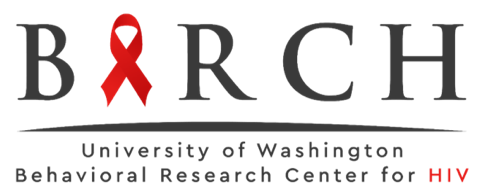 BIRCH
University of Washington
Behavioral Research Center for HIV